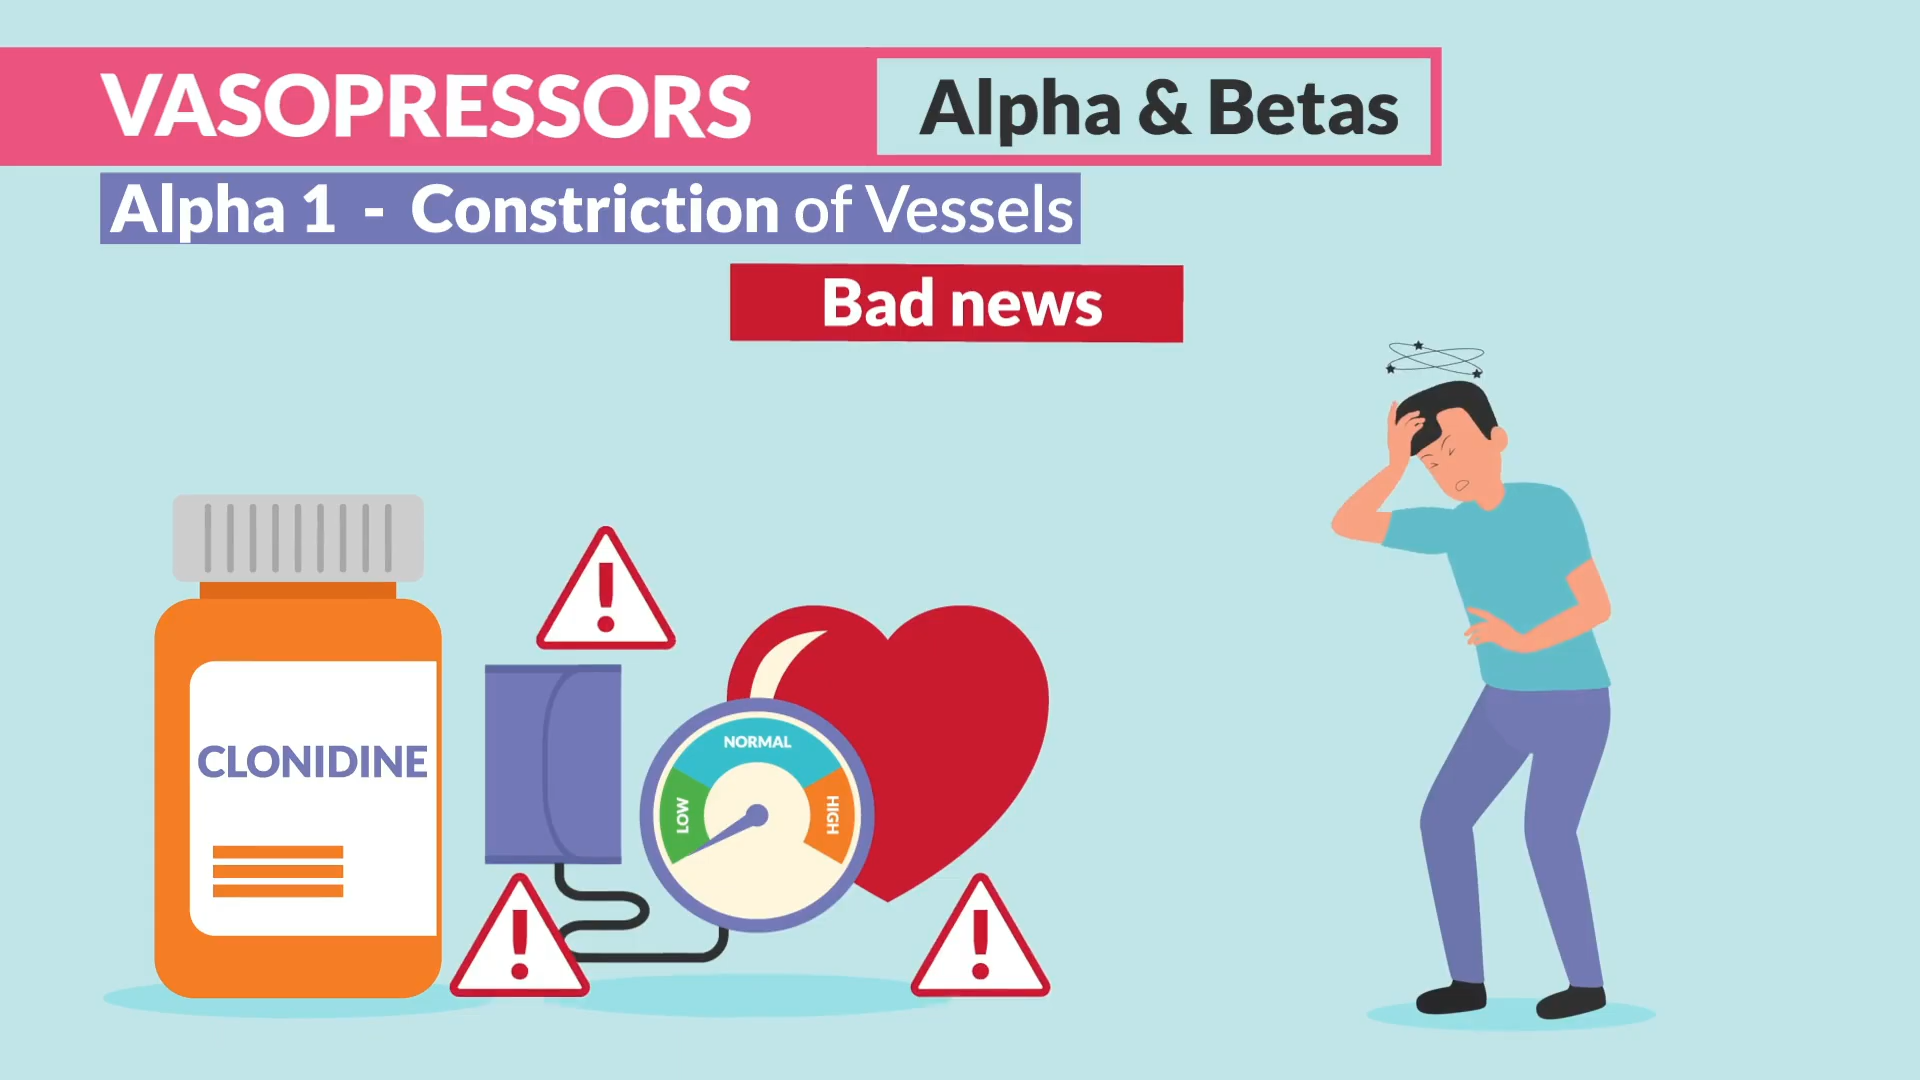 VASOPRESSORS
Alpha & Betas
Alpha 1 - Constriction of Vessels
Bad news
CLONIDINE
NORMAL
LOW
HIGH